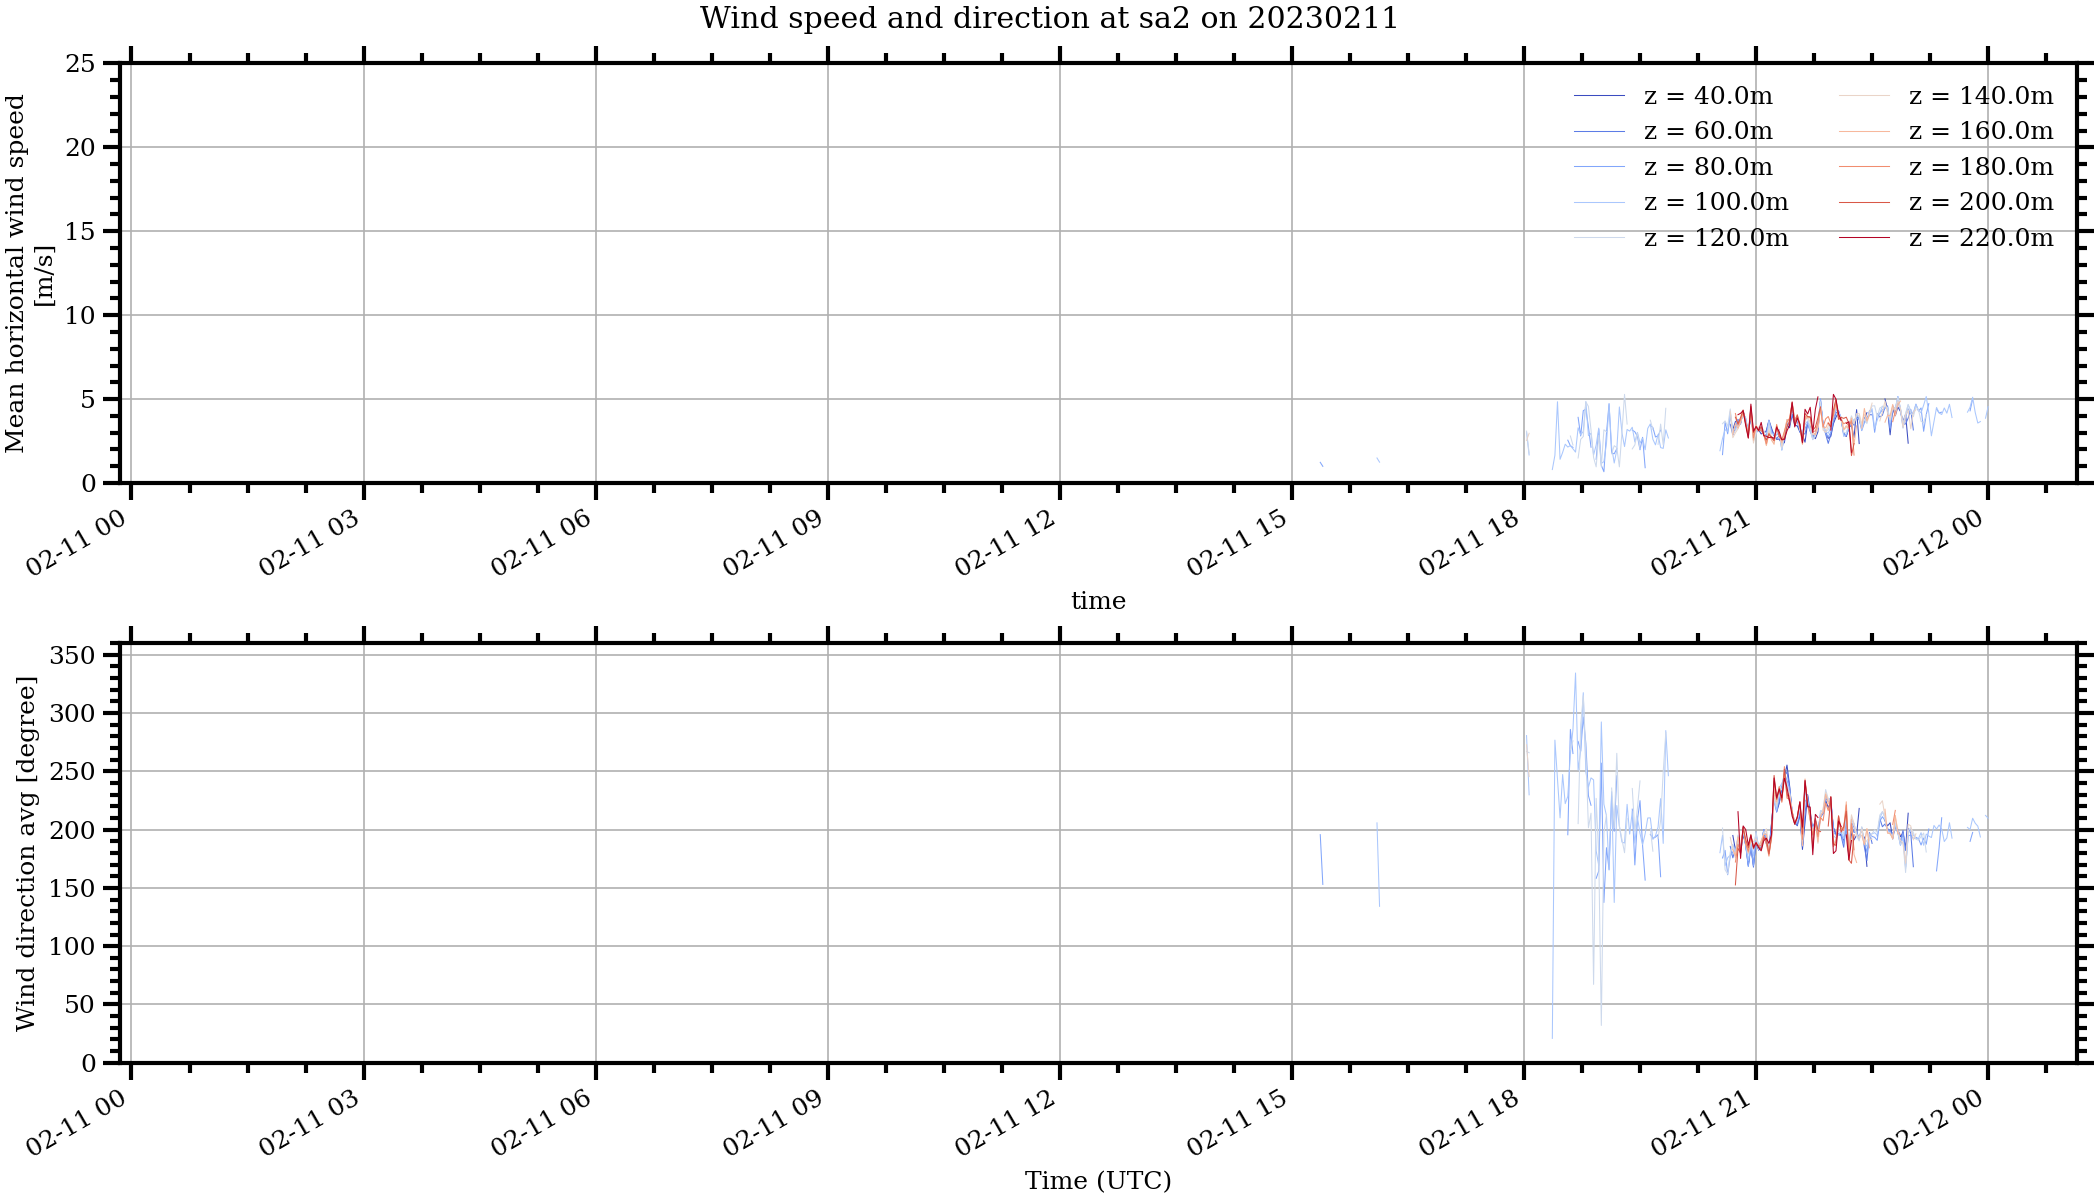 Wind speed and direction at sa2 on 20230211
Mean horizontal wind speed
[m/s]
25
20
15
10
5
0
z = 40.0m
z = 60.0m
z = 80.0m
z = 100.0m
z = 120.0m
z = 140.0m
z = 160.0m
z = 180.0m
z = 200.0m
z = 220.0m
02-11 00
02-11 03
02-11 06
02-11 09
02-11 12
02-11 15
02-11 18
02-11 21
02-12 00
time
Wind direction avg [degree]
350
300
250
200
150
100
50
0
02-11 00
02-11 03
02-11 06
02-11 09
02-11 12
02-11 15
02-11 18
02-11 21
02-12 00
Time (UTC)